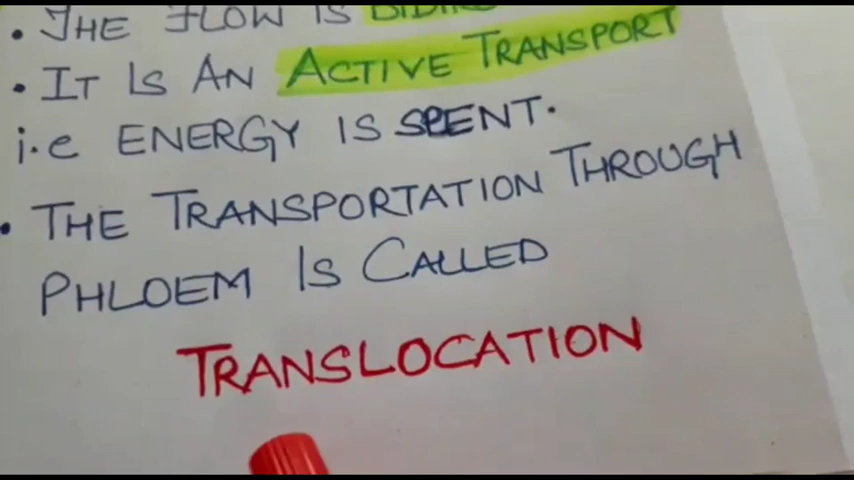 • THE FLOW IS
• IT IS AN ACTIVE TRANSPORT
i.e ENERGY IS SPENT.
• THE TRANSPORTATION THROUGH
PHLOEM IS CALLED
TRANSLOCATION